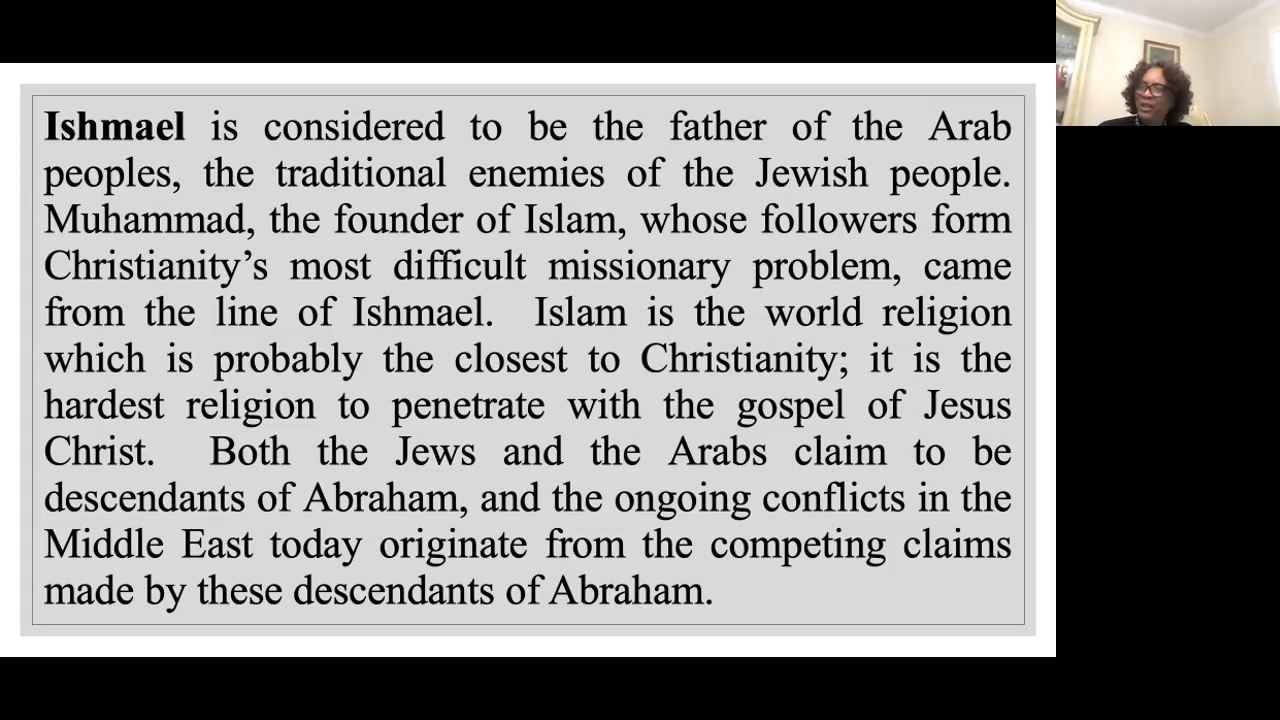 Ishmael is considered to be the father of the Arab
peoples, the traditional enemies of the Jewish people.
Muhammad, the founder of Islam, whose followers form
Christianity’s most difficult missionary problem, came
from the line of Ishmael. Islam is the world religion
which is probably the closest to Christianity; it is the
hardest religion to penetrate with the gospel of Jesus
Christ. Both the Jews and the Arabs claim to be
descendants of Abraham, and the ongoing conflicts in the
Middle East today originate from the competing claims
made by these descendants of Abraham.